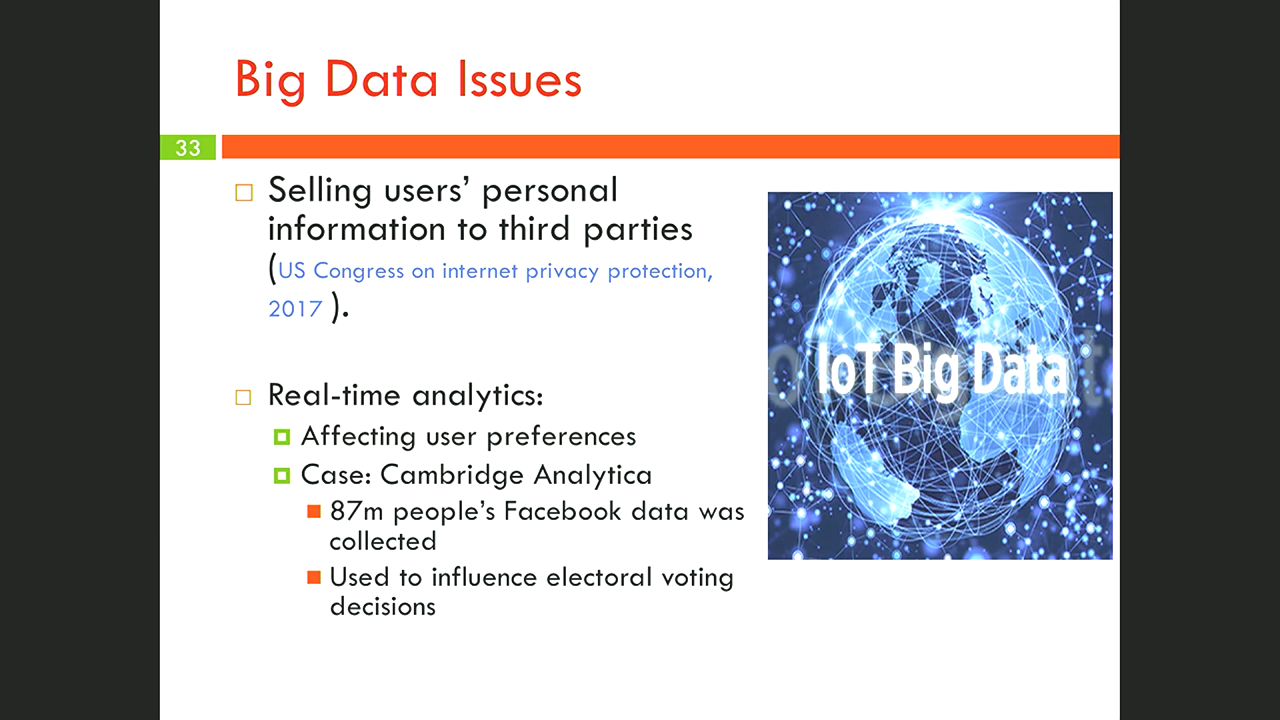 Big Data Issues
33
Selling users’ personal
information to third parties
(US Congress on internet privacy protection,
2017 ).
Real-time analytics:
Affecting user preferences
Case: Cambridge Analytica
87m people’s Facebook data was
collected
Used to influence electoral voting
decisions
IoT Big Data